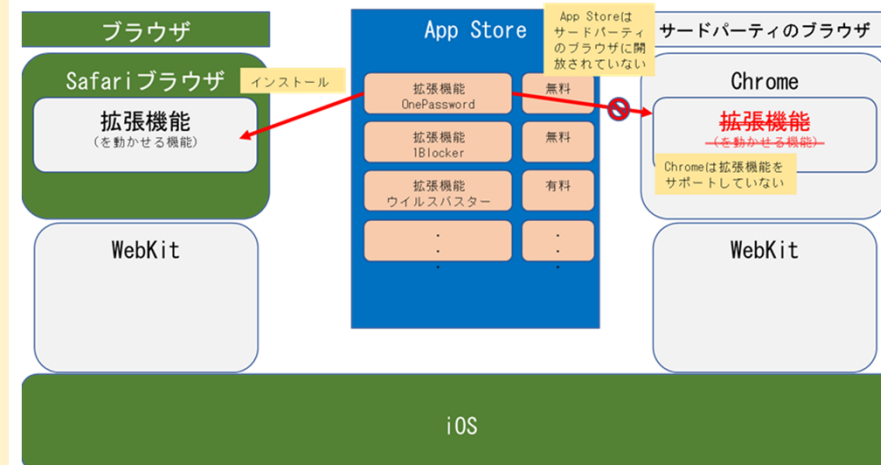 ブラウザ
Safariブラウザ
拡張機能
(を動かせる機能)
WebKit
インストール
App Store
拡張機能
OnePassword
無料
拡張機能
1Blocker
無料
拡張機能
ウイルスバスター
有料
App Storeは
サードパーティ
のブラウザに開
放されていない
サードパーティのブラウザ
Chrome
拡張機能
(を動かせる機能)
Chromeは拡張機能を
サポートしていない
WebKit
iOS